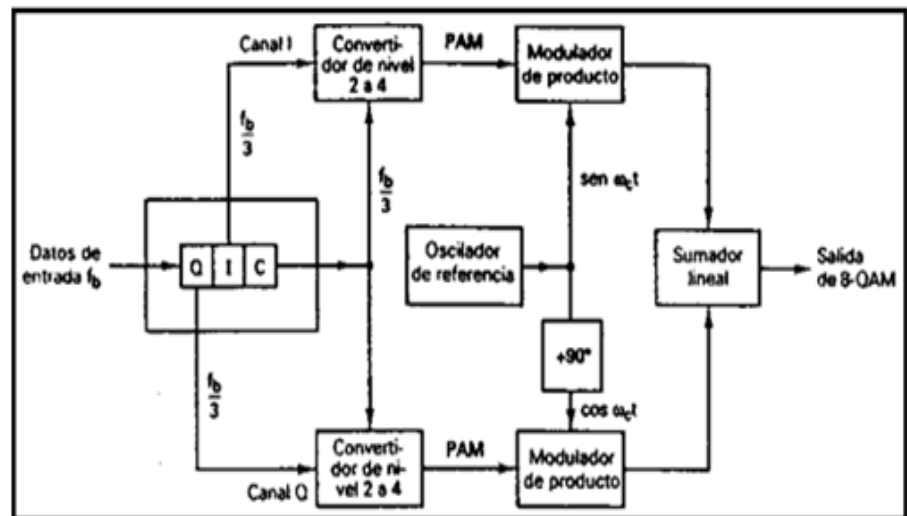 Canal I
Converti-
dor de nivel
2 a 4
PAM
Modulador
de producto
f_b
3
f_b
3
sen ω_c t
Datos de
entrada f_b
Q I C
Oscilador
de referencia
Sumador
lineal
Salida
de 8-QAM
+90°
f_b
3
cos ω_c t
Canal Q
Converti-
dor de ni-
vel 2 a 4
PAM
Modulador
de producto